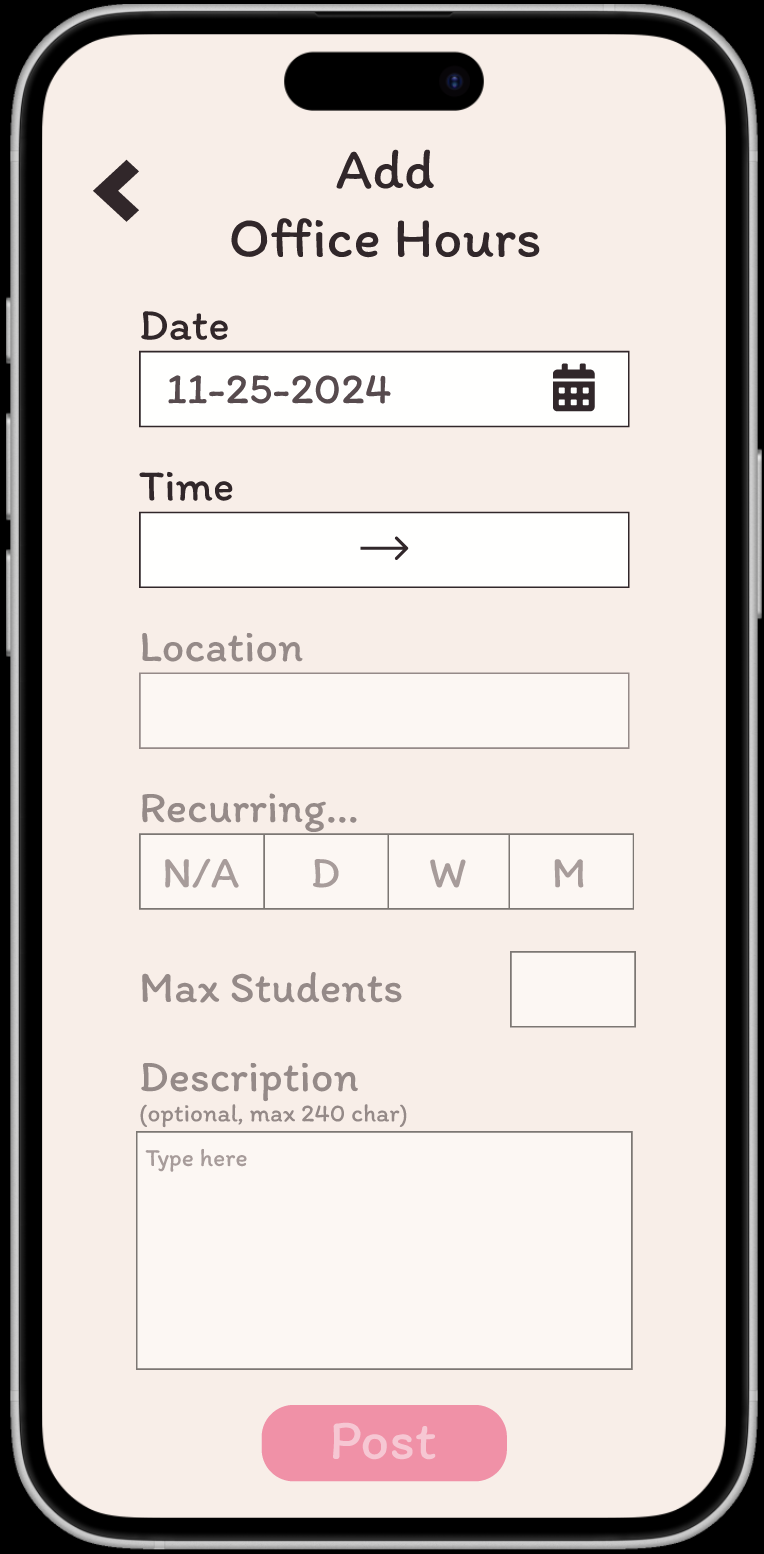 Add
Office Hours
Date
11-25-2024
Time
→
Location
Recurring...
N/A D W M
Max Students
Description
(optional, max 240 char)
Type here
Post